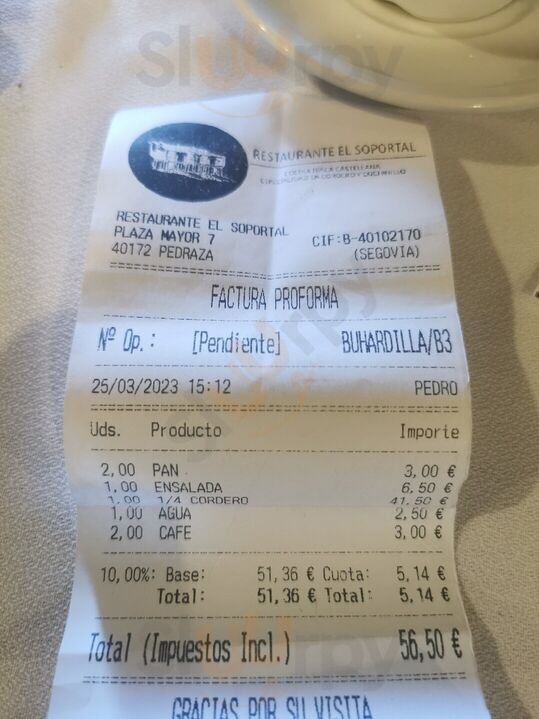 Sluurpy
RESTAURANTE EL SOPORTAL
RESTAURANTE EL SOPORTAL
PLAZA MAYOR 7
CIF:B-40102170
40172 PEDRAZA
(SEGOVIA)
FACTURA PROFORMA
Nº Op.: [Pendiente] BUHARDILLA/B3
25/03/2023 15:12 PEDRO
Uds. Producto Importe
2,00 PAN 3,00 €
1,00 ENSALADA 6,50 €
1,00 1/4 CORDERO 41,50 €
1,00 AGUA 2,50 €
2,00 CAFE 3,00 €
10,00%: Base: 51,36 € Cuota: 5,14 €
Total: 51,36 € Total: 5,14 €
Total (Impuestos Incl.) 56,50 €
GRACIAS POR SU VISITA